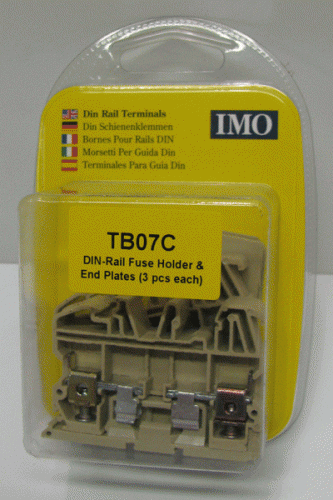 Din Rail Terminals
Din Schienenklemmen
Bornes Pour Rails DIN
Morsetti Per Guida Din
Terminales Para Guia Din
IMO
TB07C
DIN-Rail Fuse Holder &
End Plates (3 pcs each)